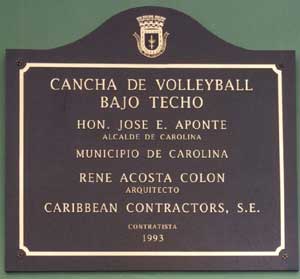 CANCHA DE VOLLEYBALL
BAJO TECHO
HON. JOSE E. APONTE
ALCALDE DE CAROLINA
MUNICIPIO DE CAROLINA
RENE ACOSTA COLON
ARQUITECTO
CARIBBEAN CONTRACTORS, S.E.
CONTRATISTA
1993